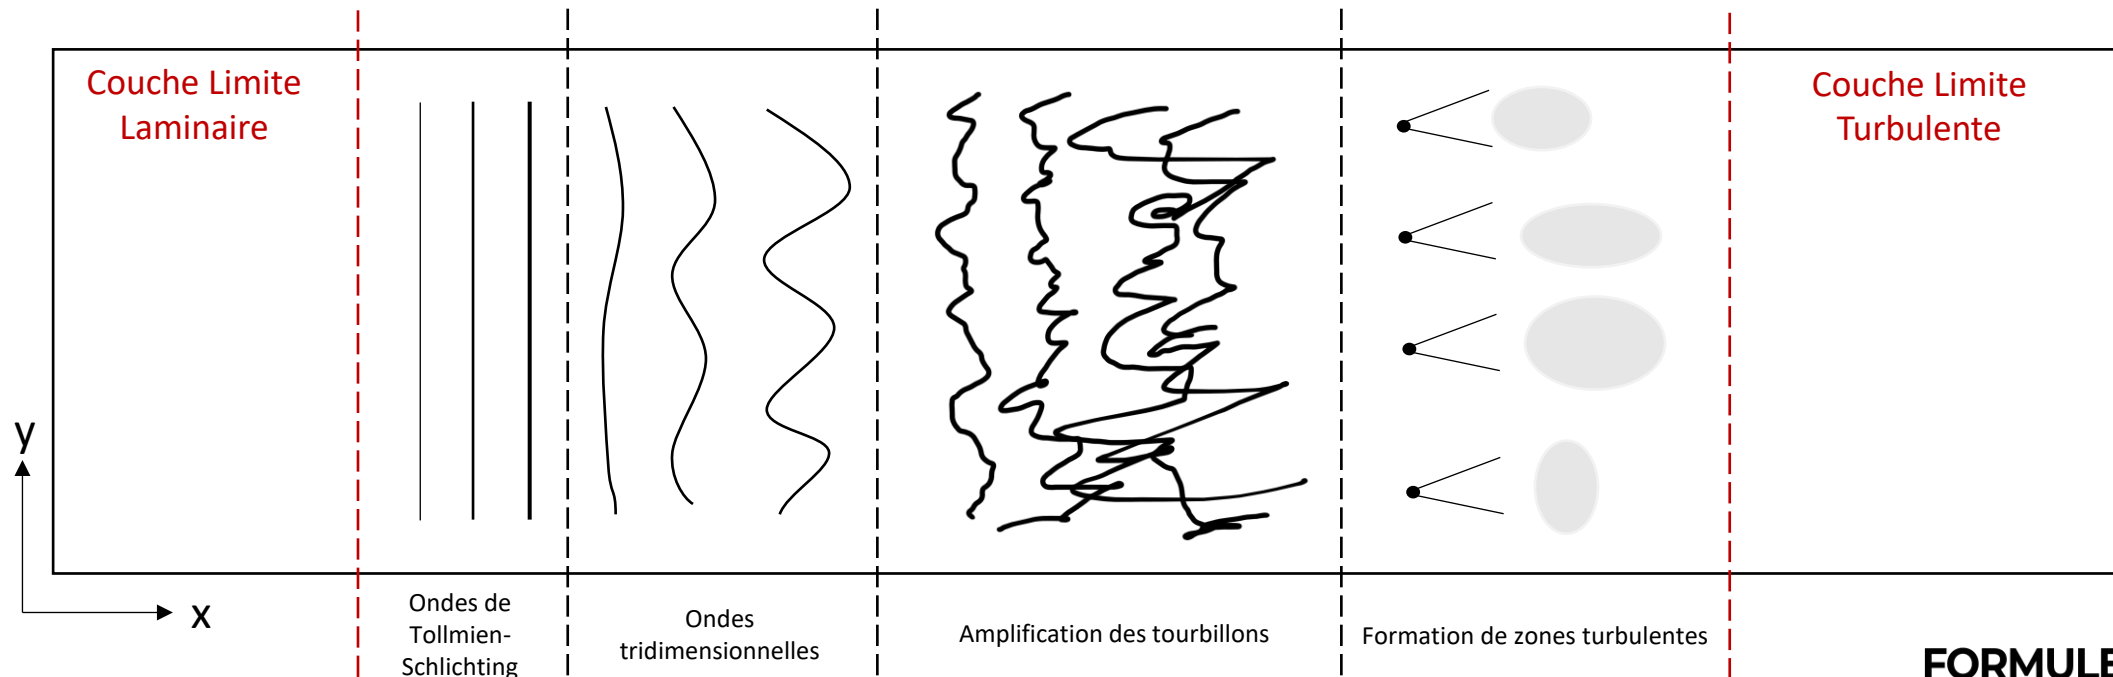 Couche Limite
Laminaire
Couche Limite
Turbulente
y
x
Ondes de
Tollmien-
Schlichting
Ondes
tridimensionnelles
Amplification des tourbillons
Formation de zones turbulentes
FORMULE